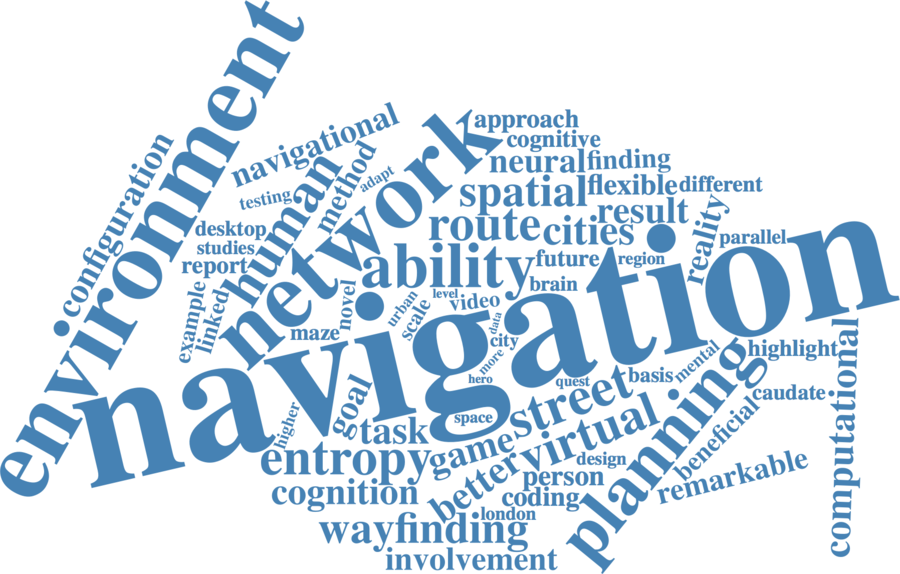 environment
configuration
navigational
human
method
adapt
testing
network
approach
cognitive
neural
finding
spatial
flexible
different
desktop
studies
report
route
cities
result
reality
parallel
ability
future
region
brain
example
linked
maze
novel
urban
scale
level
video
data
city
more
hero
navigation
quest
basis
mental
highlight
planning
caudate
computational
higher
goal
task
space
street
entropy
game
better
virtual
beneficial
remarkable
design
person
cognition
coding
london
wayfinding
involvement